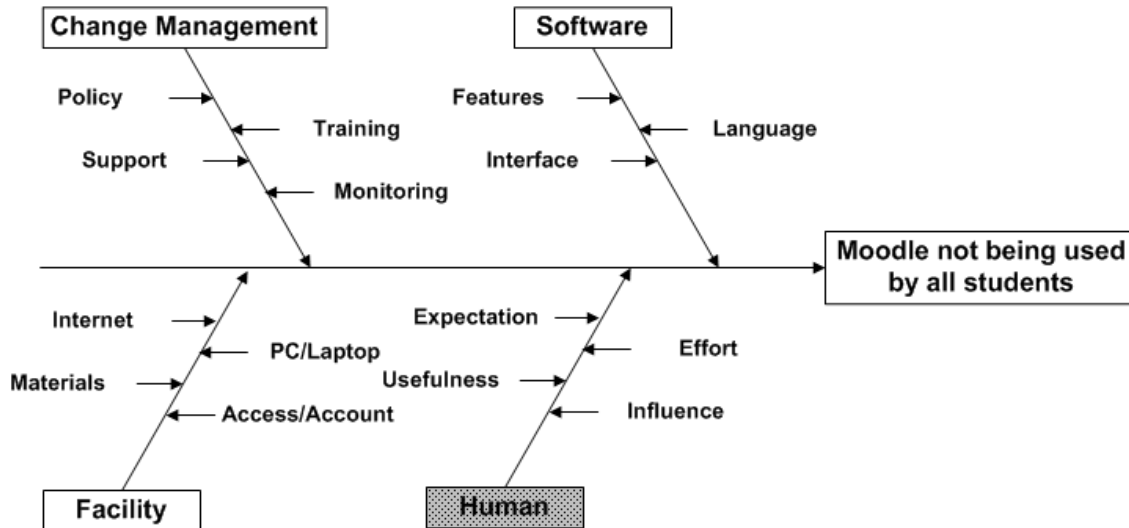 Change Management
Software
Policy
Features
Training
Language
Support
Interface
Monitoring
Moodle not being used
by all students
Internet
Expectation
PC/Laptop
Effort
Materials
Usefulness
Access/Account
Influence
Facility
Human